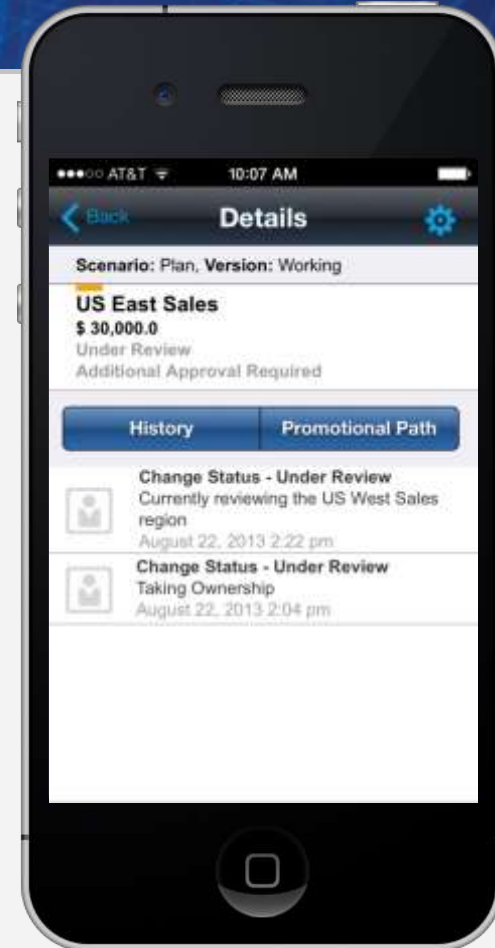 AT&T 10:07 AM
Back Details
Scenario: Plan, Version: Working
US East Sales
$ 30,000.0
Under Review
Additional Approval Required
History Promotional Path
Change Status - Under Review
Currently reviewing the US West Sales
region
August 22, 2013 2:22 pm
Change Status - Under Review
Taking Ownership
August 22, 2013 2:04 pm